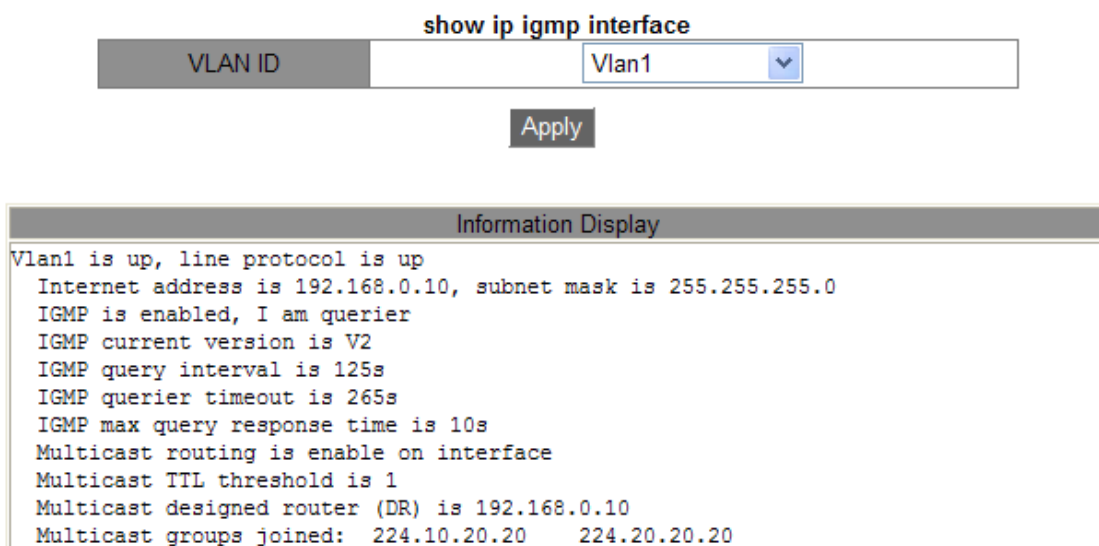 show ip igmp interface
VLAN ID Vlan1
Apply
Information Display
Vlan1 is up, line protocol is up
Internet address is 192.168.0.10, subnet mask is 255.255.255.0
IGMP is enabled, I am querier
IGMP current version is V2
IGMP query interval is 125s
IGMP querier timeout is 265s
IGMP max query response time is 10s
Multicast routing is enable on interface
Multicast TTL threshold is 1
Multicast designed router (DR) is 192.168.0.10
Multicast groups joined: 224.10.20.20 224.20.20.20